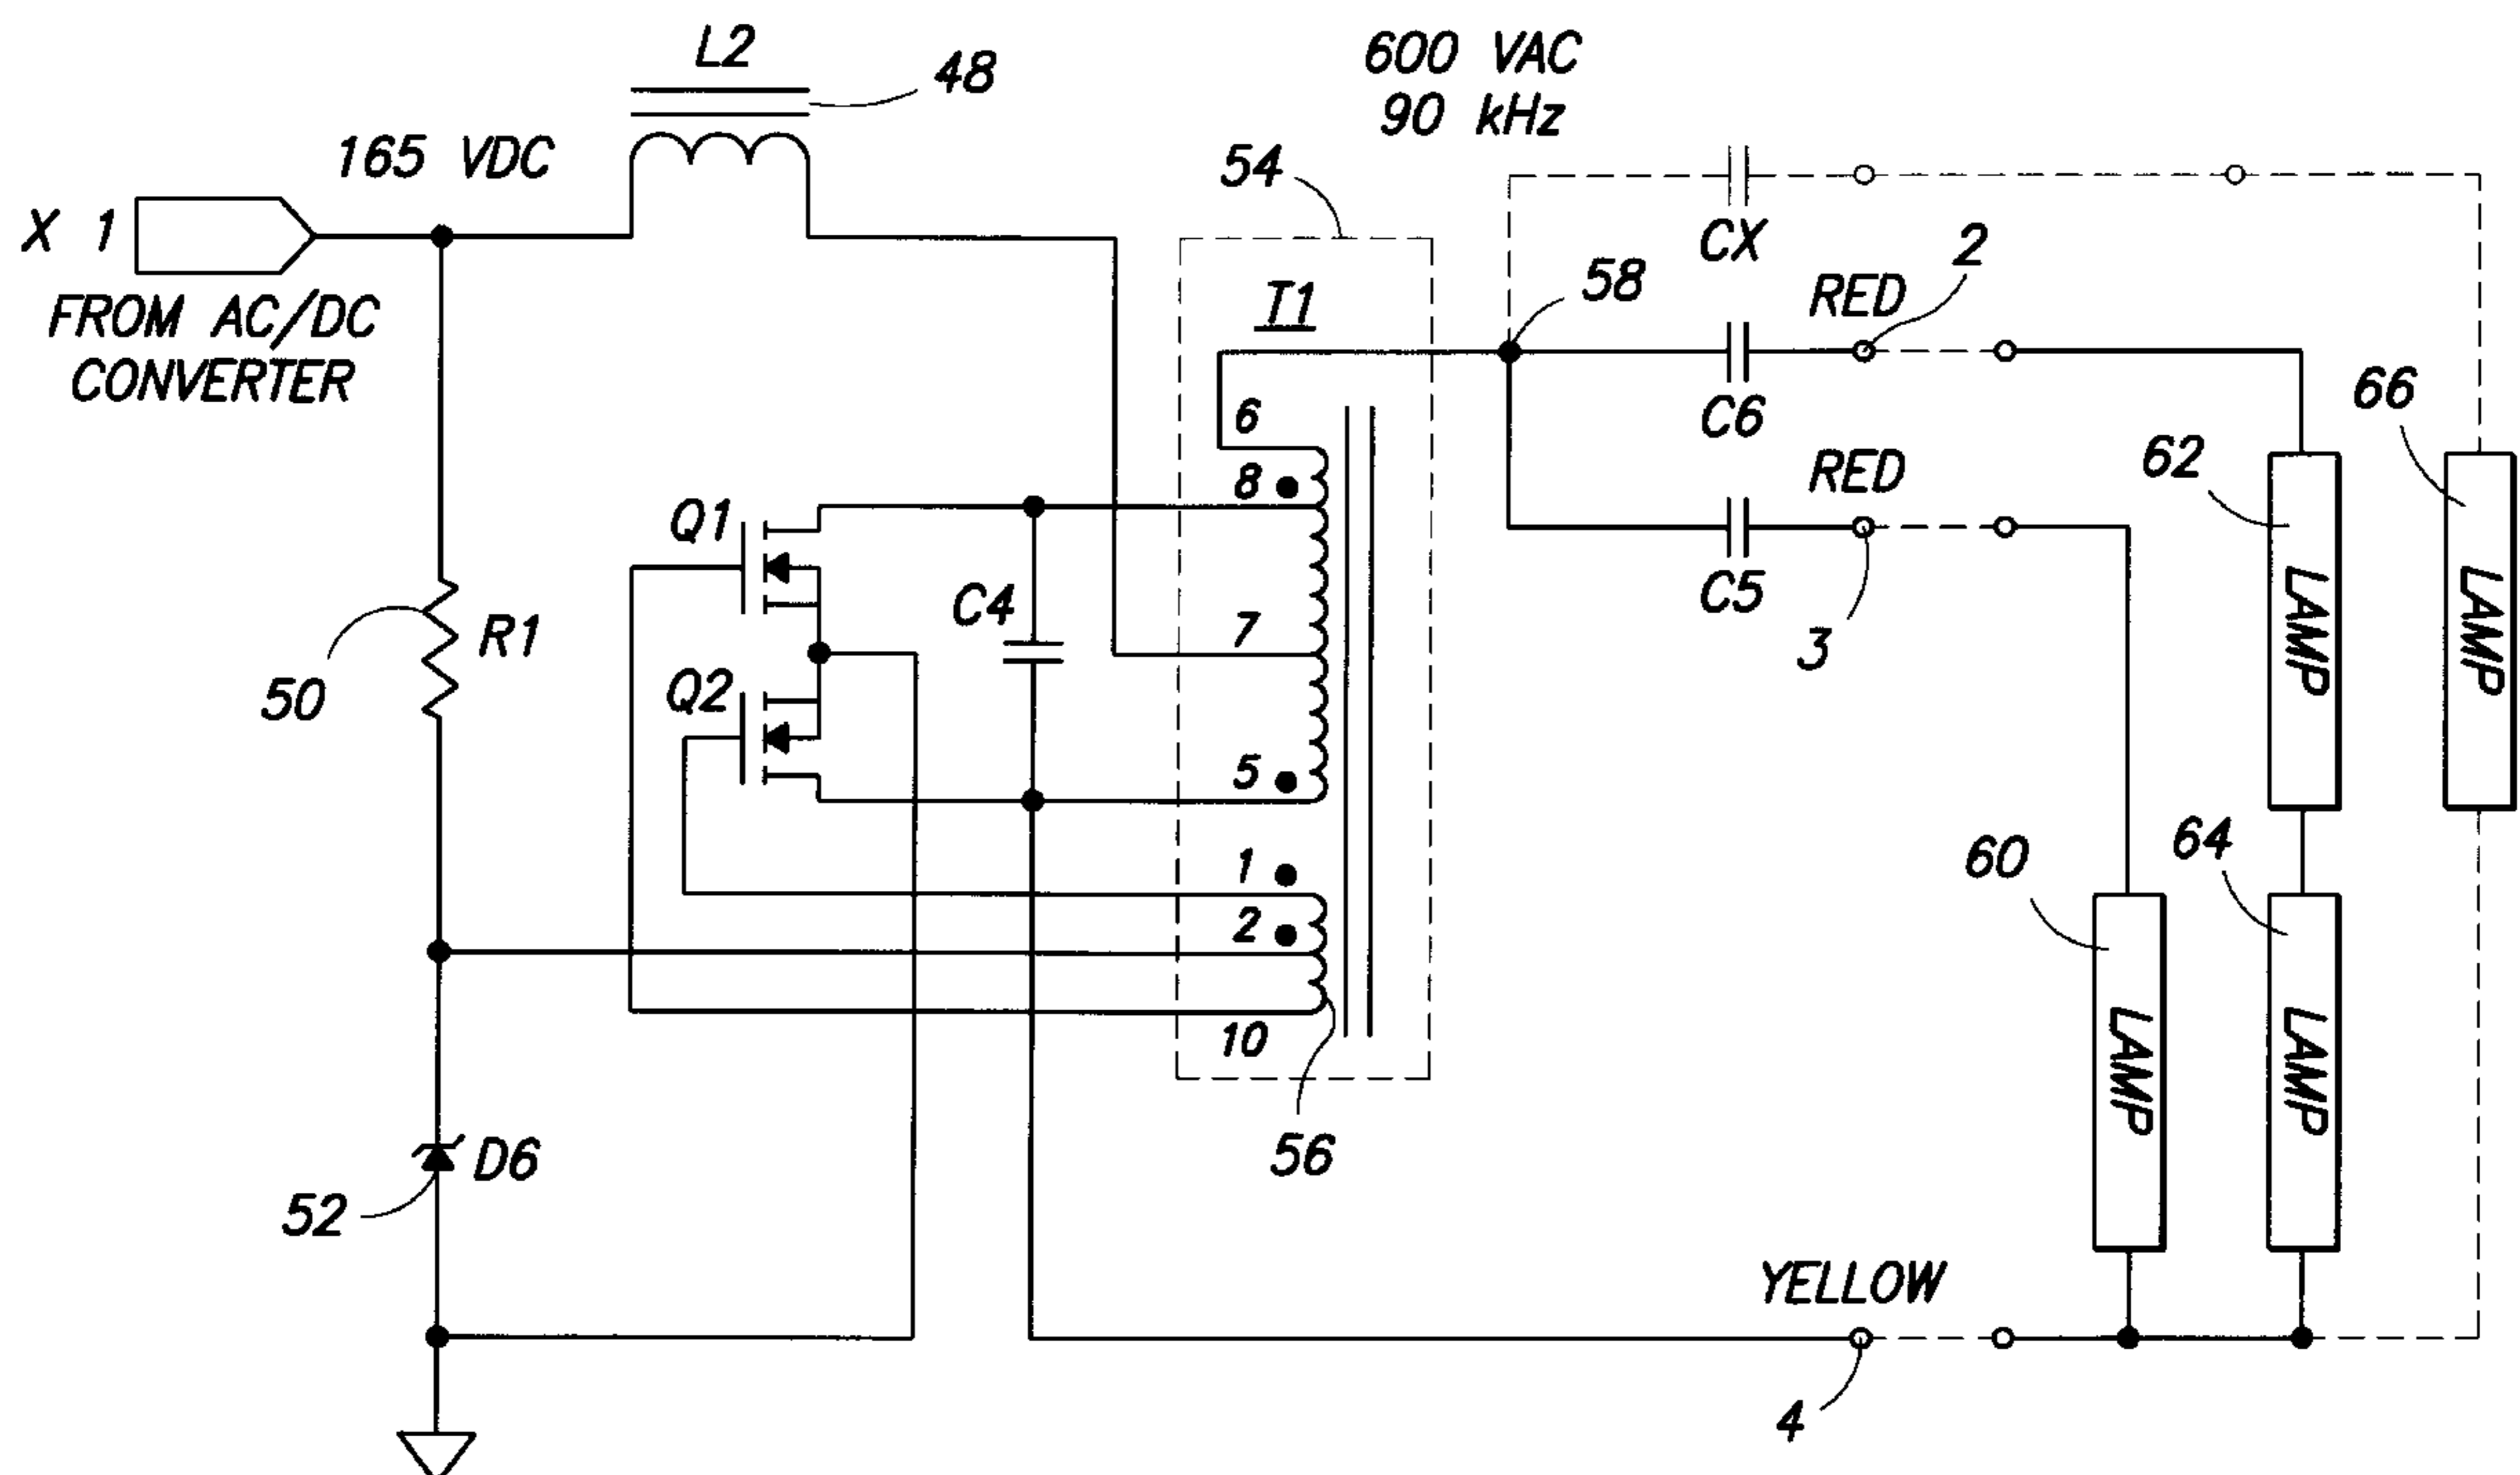 L2
48
600 VAC
90 kHz
165 VDC
54
X 1
CX
2
58
RED
FROM AC/DC
CONVERTER
T1
6
C6
66
62
8
RED
Q1
C4
C5
R1
7
3
LAMP
LAMP
50
Q2
5
1
60
64
2
10
LAMP
LAMP
56
D6
52
YELLOW
4